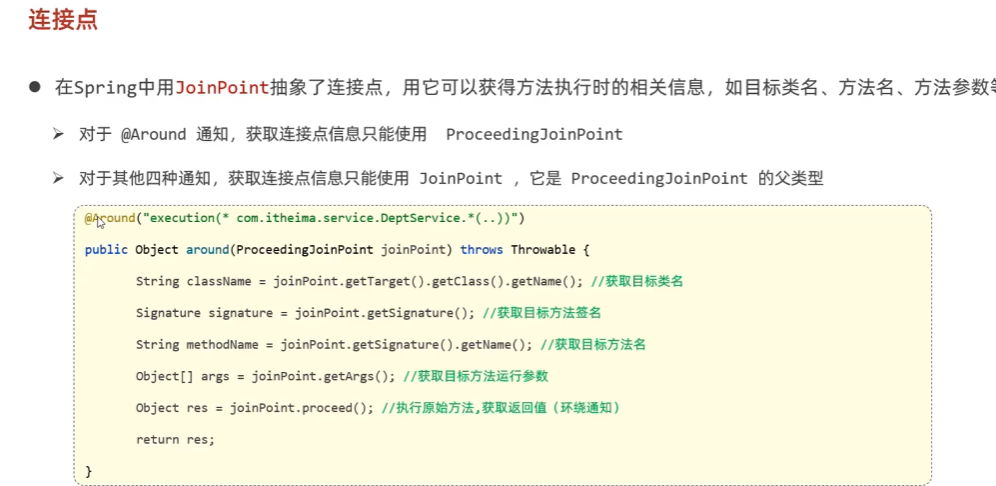 连接点
在Spring中用JoinPoint抽象了连接点，用它可以获得方法执行时的相关信息，如目标类名、方法名、方法参数等
对于 @Around 通知，获取连接点信息只能使用 ProceedingJoinPoint
对于其他四种通知，获取连接点信息只能使用 JoinPoint ，它是 ProceedingJoinPoint 的父类型
@Around("execution(* com.itheima.service.DeptService.*(..))")
public Object around(ProceedingJoinPoint joinPoint) throws Throwable {
String className = joinPoint.getTarget().getClass().getName(); //获取目标类名
Signature signature = joinPoint.getSignature(); //获取目标方法签名
String methodName = joinPoint.getSignature().getName(); //获取目标方法名
Object[] args = joinPoint.getArgs(); //获取目标方法运行参数
Object res = joinPoint.proceed(); //执行原始方法,获取返回值（环绕通知）
return res;
}